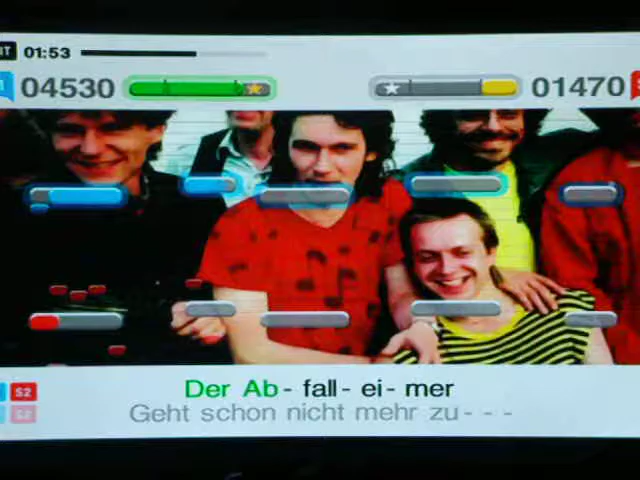 01:53
04530
01470
Der Ab- fall- ei- mer
Geht schon nicht mehr zu- - -
S2
S2